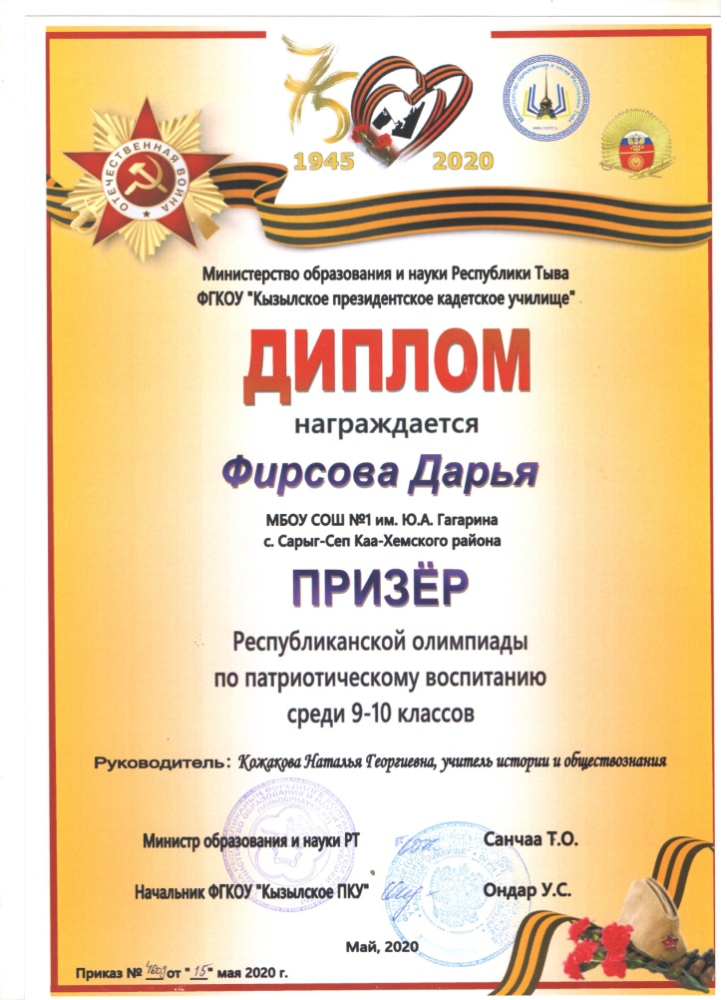 75
1945 2020
ОТЕЧЕСТВЕННАЯ ВОЙНА
Министерство образования и науки Республики Тыва
ФГКОУ "Кызылское президентское кадетское училище"
ДИПЛОМ
награждается
Фирсова Дарья
МБОУ СОШ №1 им. Ю.А. Гагарина
с. Сарыг-Сеп Каа-Хемского района
ПРИЗЁР
Республиканской олимпиады
по патриотическому воспитанию
среди 9-10 классов
Руководитель: Кожакова Наталья Георгиевна, учитель истории и обществознания
Министр образования и науки РТ Санчаа Т.О.
Начальник ФГКОУ "Кызылское ПКУ" Ондар У.С.
Май, 2020
Приказ № от "15" мая 2020 г.